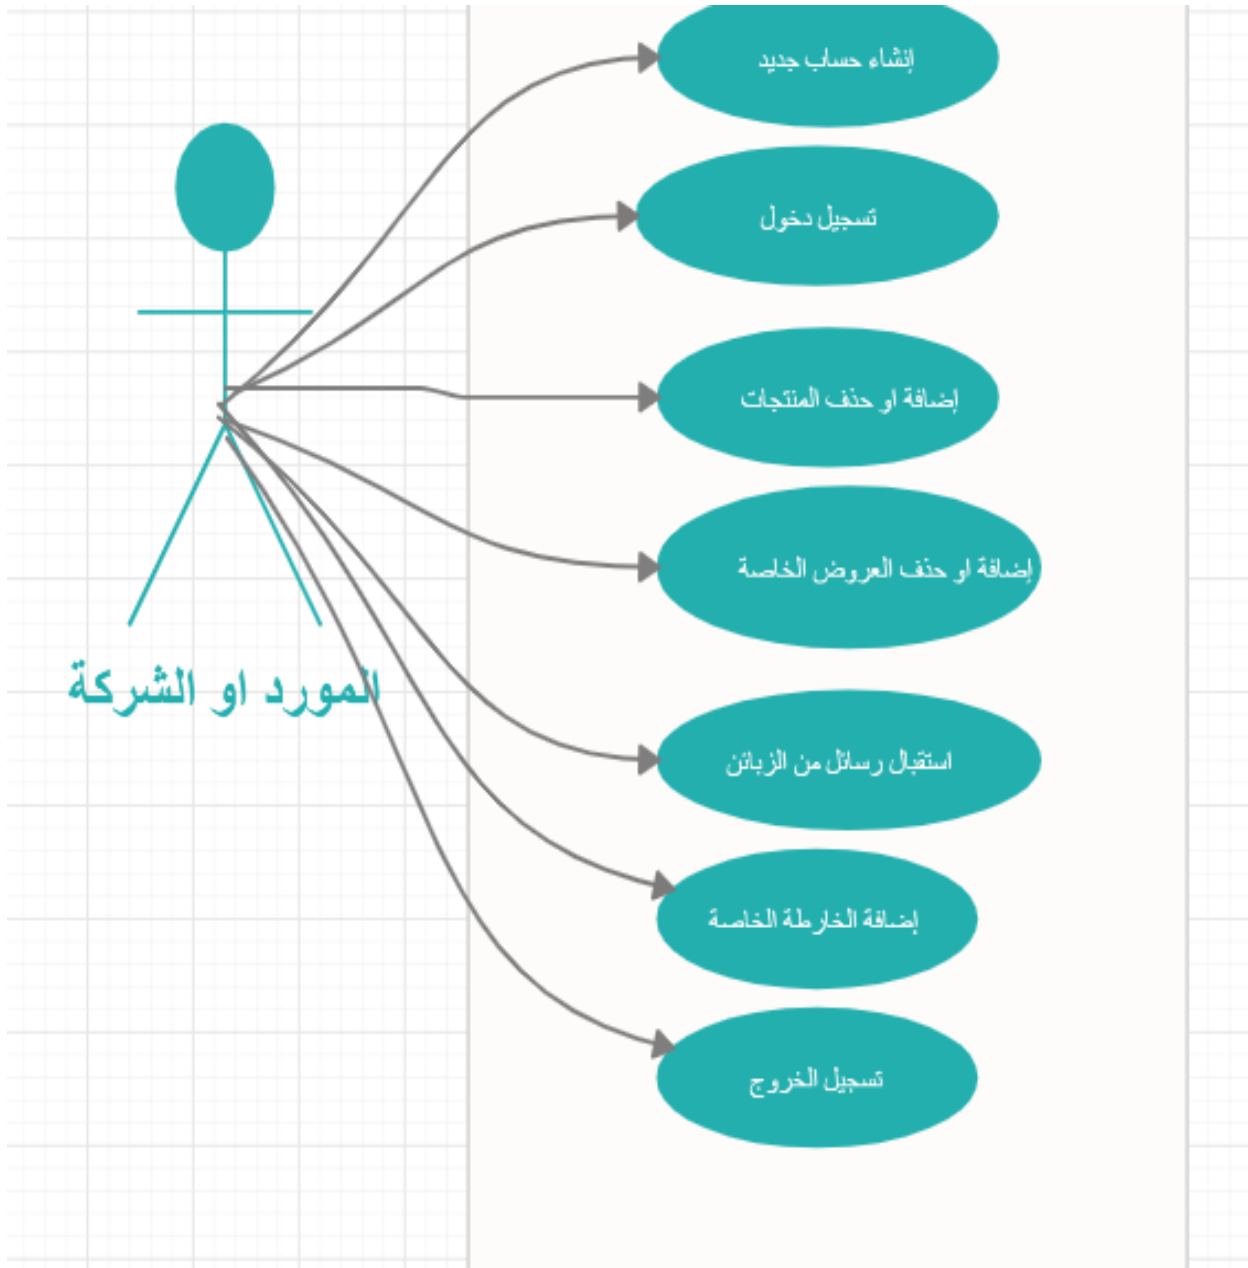 إنشاء حساب جديد
تسجيل دخول
إضافة او حذف المنتجات
إضافة او حذف العروض الخاصة
المورد او الشركة
استقبال رسائل من الزبائن
إضافة الخارطة الخاصة
تسجيل الخروج